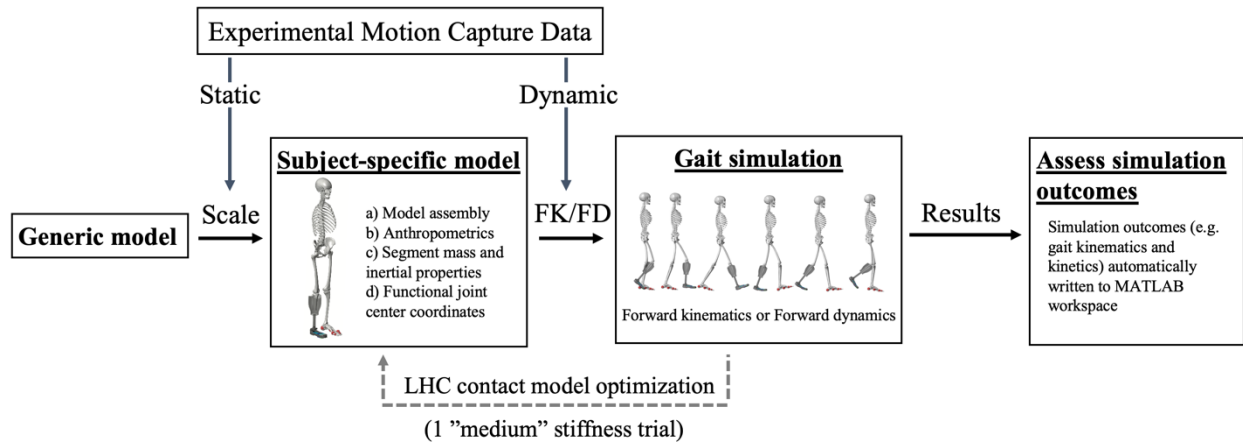 Experimental Motion Capture Data
Static
Dynamic
Generic model
Scale
Subject-specific model
a) Model assembly
b) Anthropometrics
c) Segment mass and
inertial properties
d) Functional joint
center coordinates
FK/FD
Gait simulation
Forward kinematics or Forward dynamics
Results
Assess simulation
outcomes
Simulation outcomes (e.g.
gait kinematics and
kinetics) automatically
written to MATLAB
workspace
LHC contact model optimization
(1 ”medium” stiffness trial)